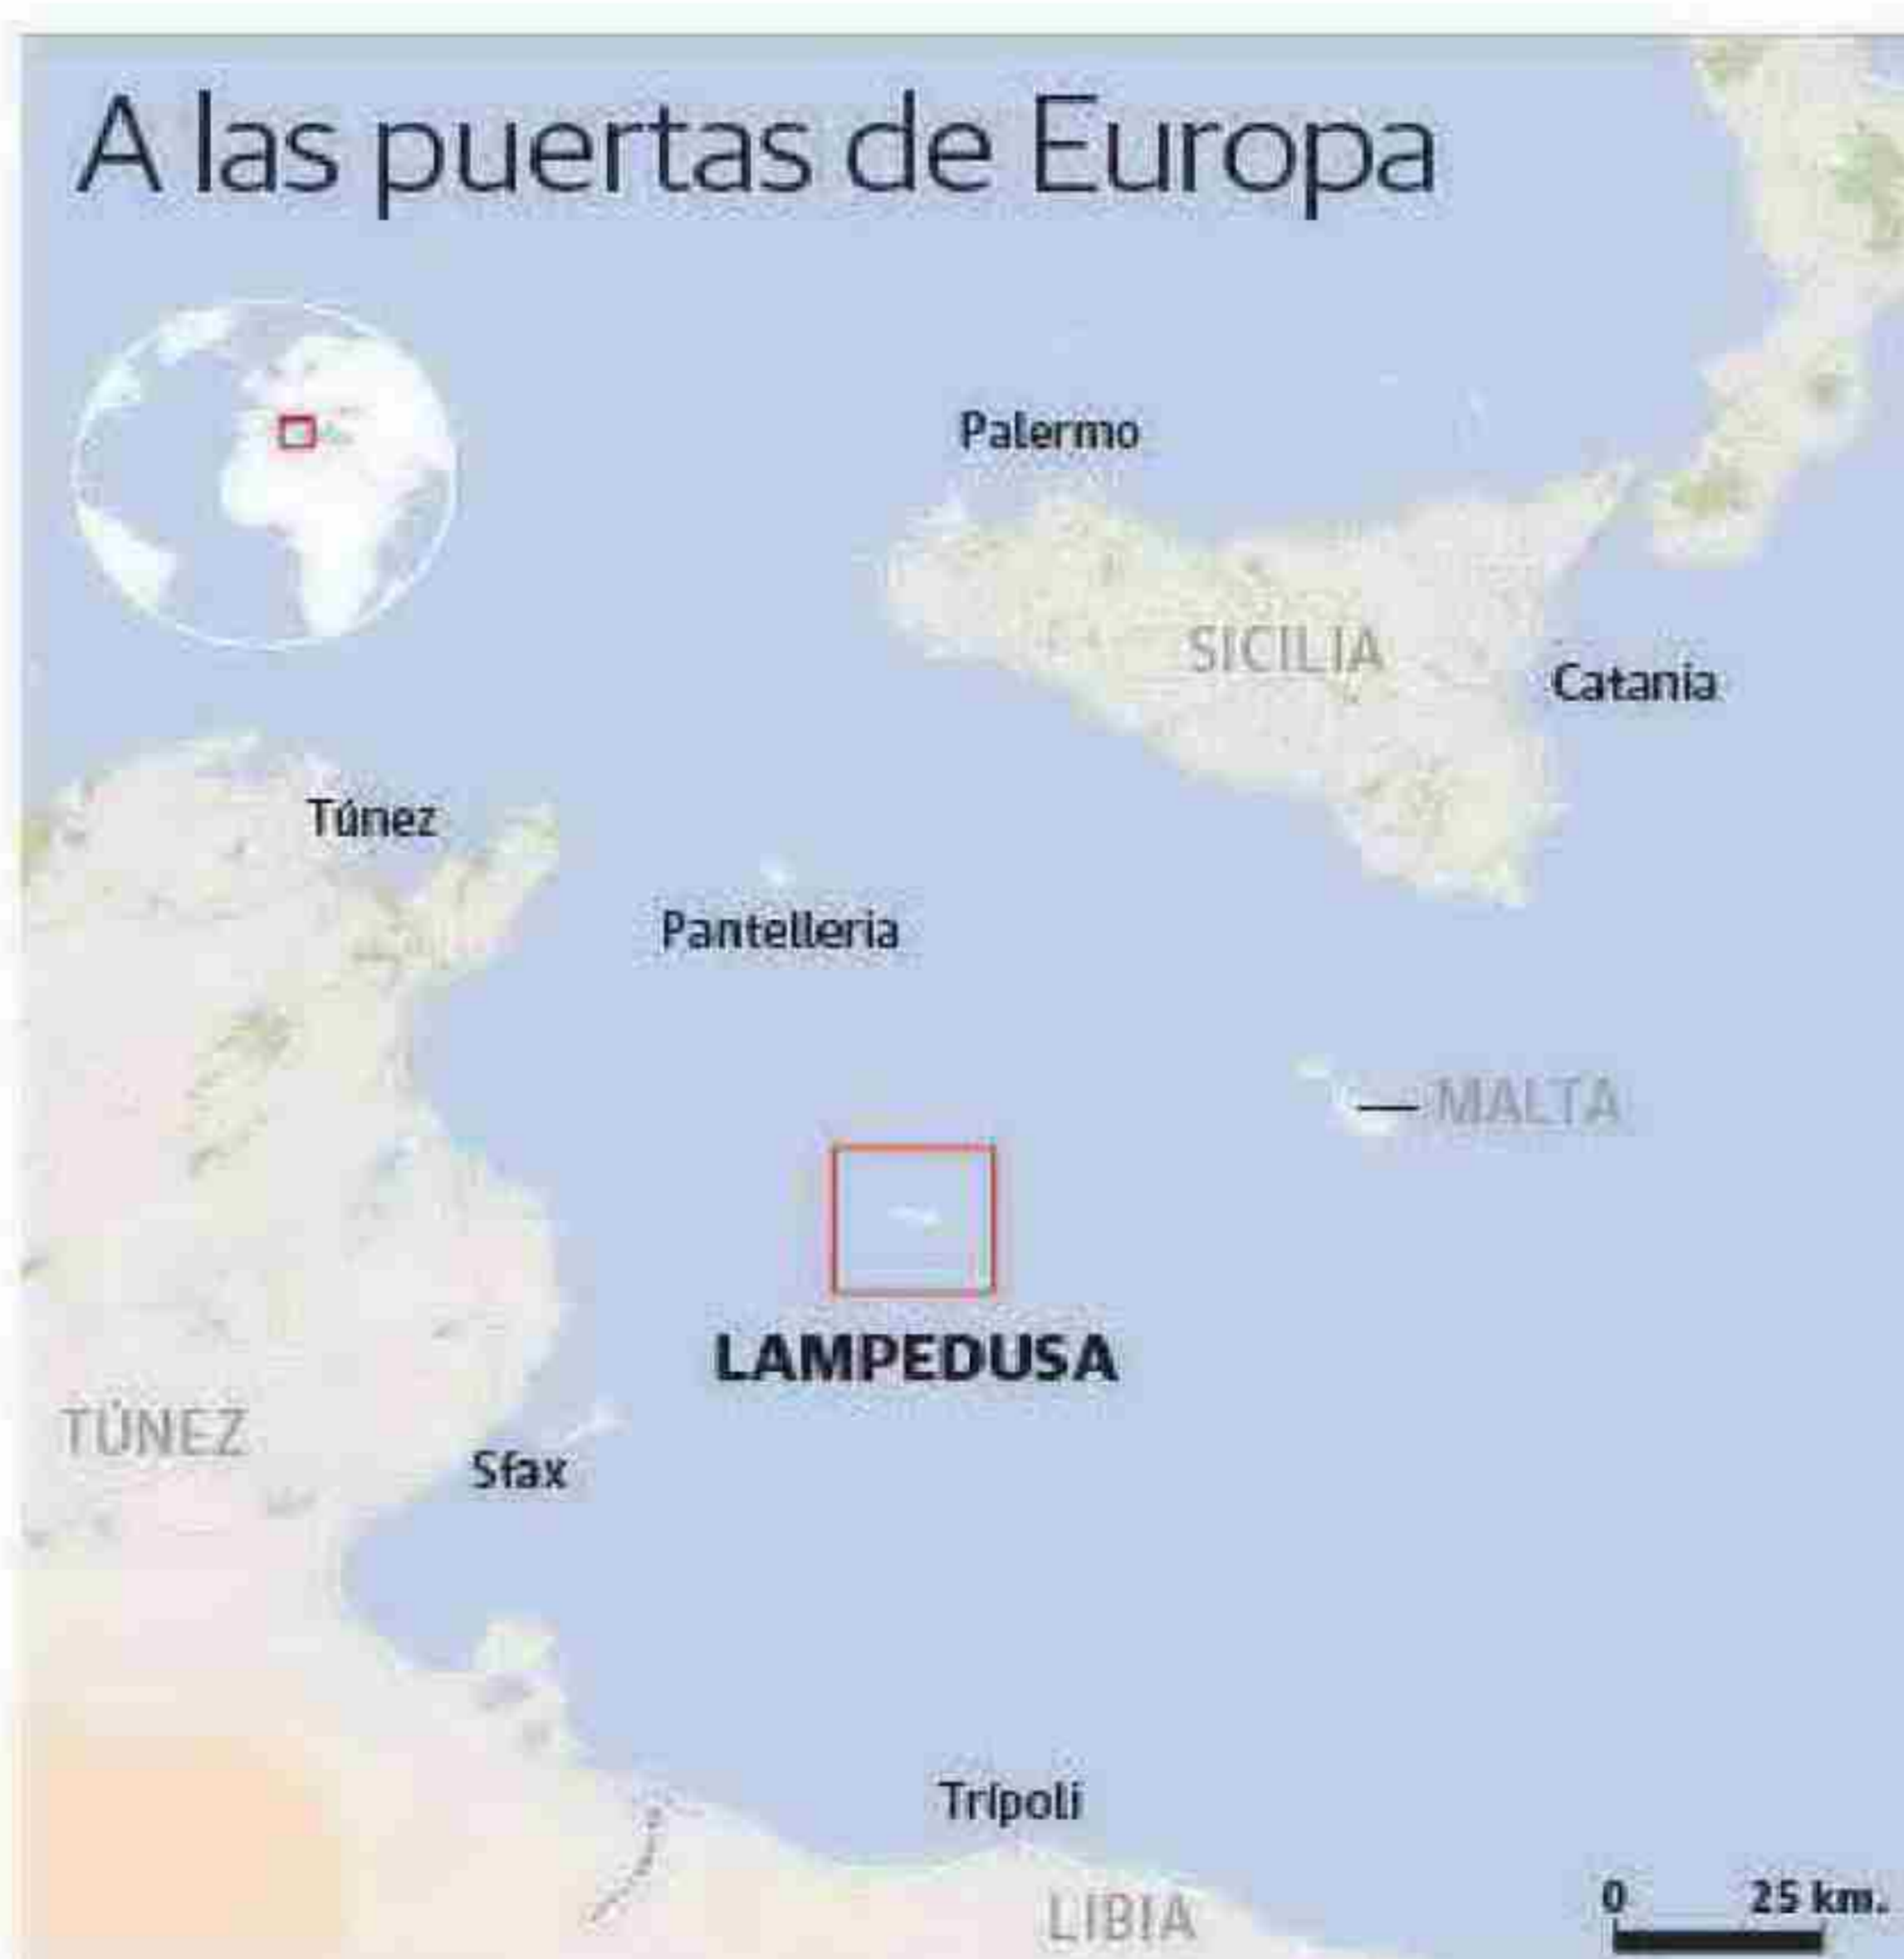 A las puertas de Europa
Palermo
SICILIA
Catania
Túnez
Pantelleria
MALTA
LAMPEDUSA
TÚNEZ
Sfax
Trípoli
LIBIA
0 25 km.